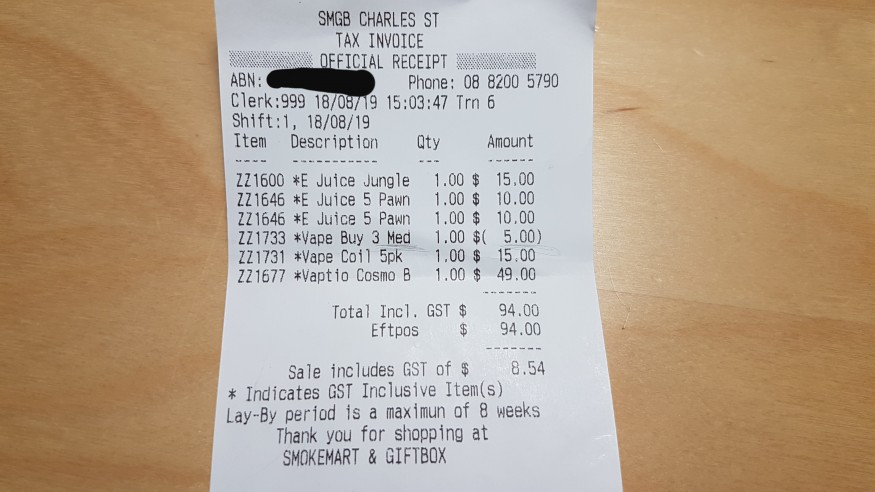 SMGB CHARLES ST
TAX INVOICE
OFFICIAL RECEIPT
ABN: Phone: 08 8200 5790
Clerk:999 18/08/19 15:03:47 Trn 6
Shift:1, 18/08/19
Item Description Qty Amount
ZZ1600 *E Juice Jungle 1.00 $ 15.00
ZZ1646 *E Juice 5 Pawn 1.00 $ 10.00
ZZ1646 *E Juice 5 Pawn 1.00 $ 10.00
ZZ1733 *Vape Buy 3 Med 1.00 $( 5.00)
ZZ1731 *Vape Coil 5pk 1.00 $ 15.00
ZZ1677 *Vaptio Cosmo B 1.00 $ 49.00
Total Incl. GST $ 94.00
Eftpos $ 94.00
Sale includes GST of $ 8.54
* Indicates GST Inclusive Item(s)
Lay-By period is a maximun of 8 weeks
Thank you for shopping at
SMOKEMART & GIFTBOX